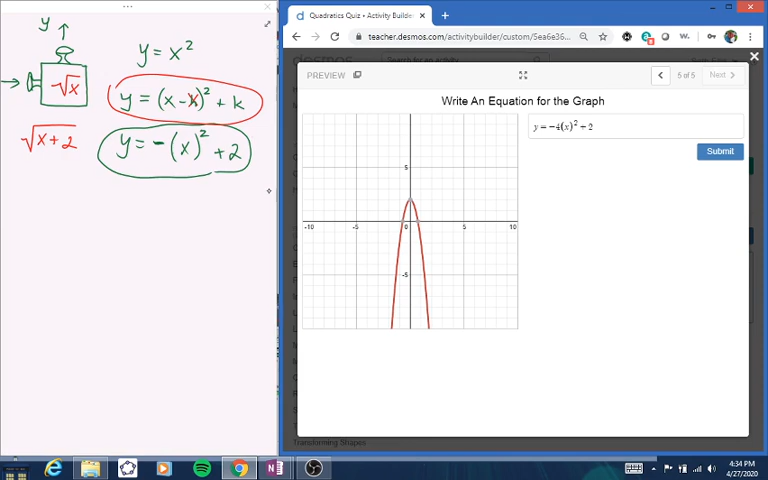 y ↑
y = x²
√x
y = (x - x)² + k
√x+2
y = -(x)² + 2
Quadratics Quiz • Activity Builder
teacher.desmos.com/activitybuilder/custom/5ea6e36...
PREVIEW
5 of 5
Next
Write An Equation for the Graph
y = −4(x)² + 2
Submit
5
-10
-5
0
5
10
-5
Transforming Shapes
4:34 PM
4/27/2020